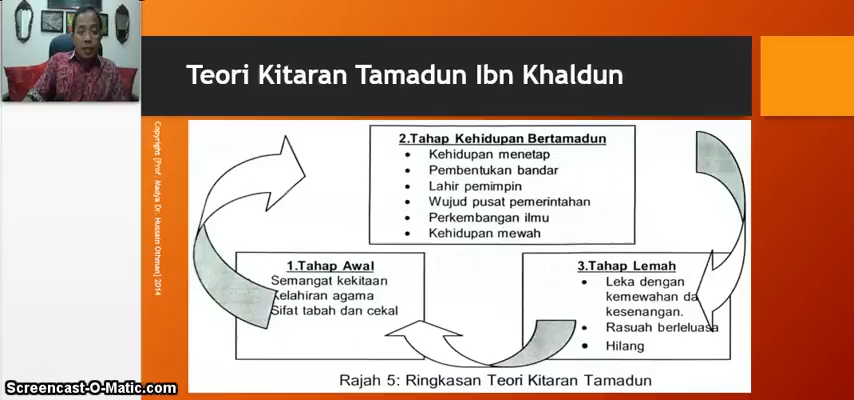 Teori Kitaran Tamadun Ibn Khaldun
Copyright [Prof. Madya Dr. Hussain Othman] 2014
2.Tahap Kehidupan Bertamadun
• Kehidupan menetap
• Pembentukan bandar
• Lahir pemimpin
• Wujud pusat pemerintahan
• Perkembangan ilmu
• Kehidupan mewah
1.Tahap Awal
Semangat kekitaan
Kelahiran agama
Sifat tabah dan cekal
3.Tahap Lemah
• Leka dengan
kemewahan da
kesenangan.
• Rasuah berleluasa
• Hilang
Rajah 5: Ringkasan Teori Kitaran Tamadun
Screencast-O-Matic.com